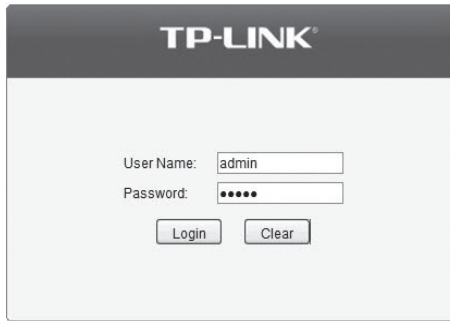 TP-LINK®
User Name: admin
Password: •••••
Login Clear